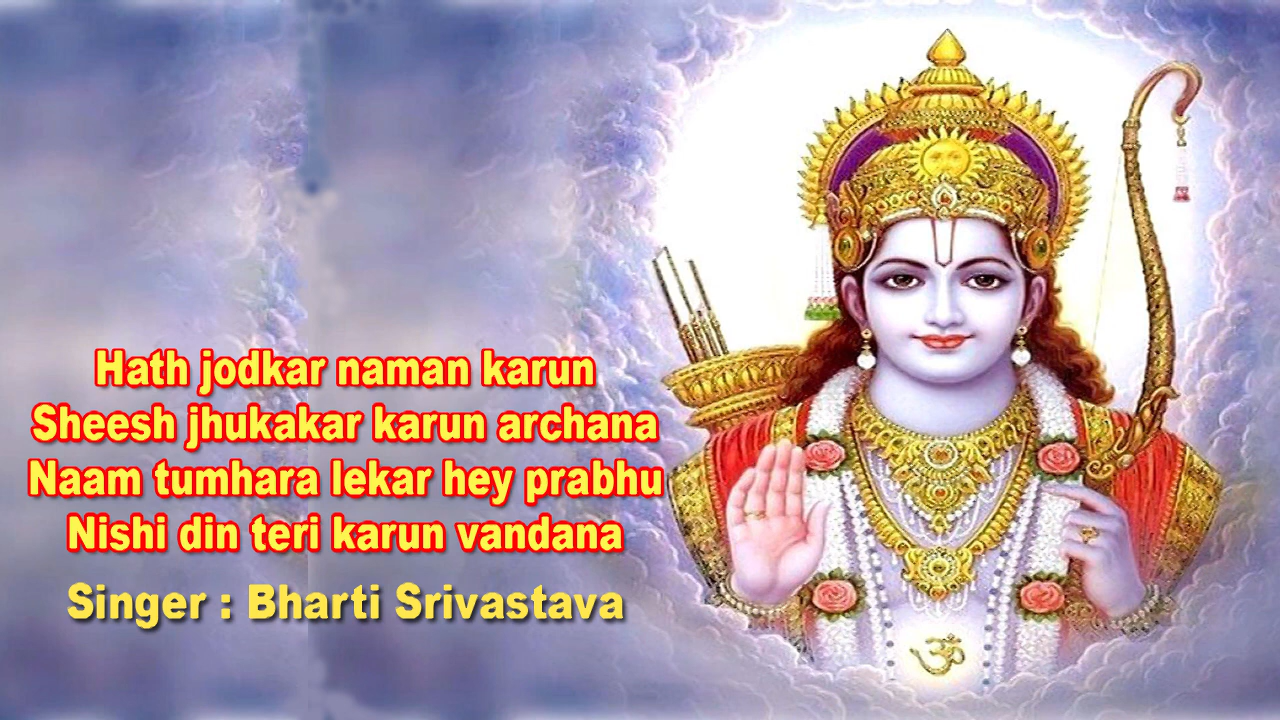 Hath jodkar naman karun
Sheesh jhukakar karun archana
Naam tumhara lekar hey prabhu
Nishi din teri karun vandana
Singer : Bharti Srivastava
ॐ